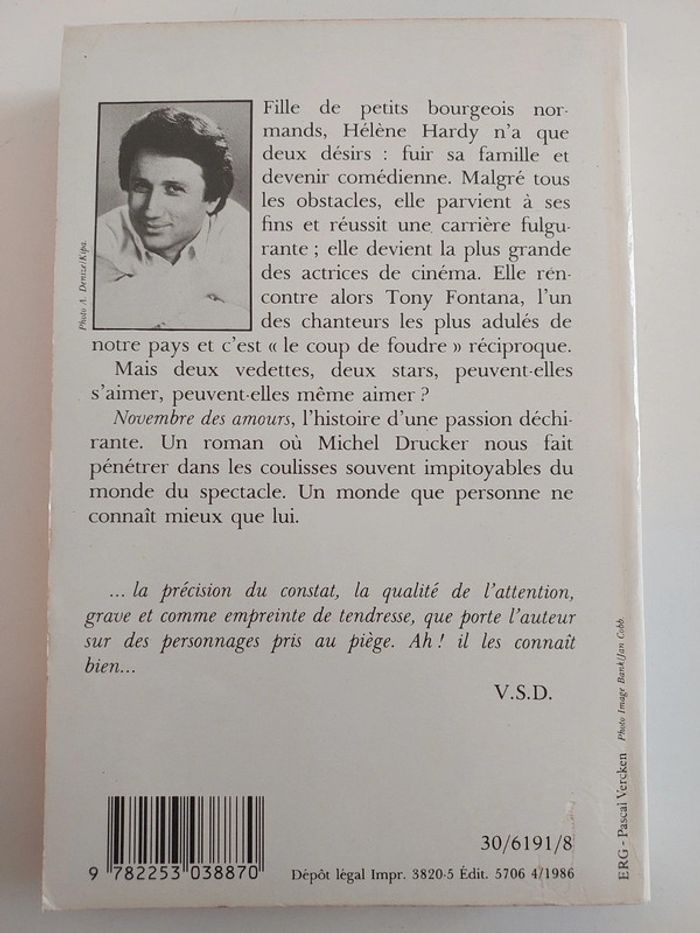 Fille de petits bourgeois nor-
mands, Hélène Hardy n'a que
deux désirs : fuir sa famille et
devenir comédienne. Malgré tous
les obstacles, elle parvient à ses
fins et réussit une carrière fulgu-
rante ; elle devient la plus grande
des actrices de cinéma. Elle ren-
contre alors Tony Fontana, l'un
des chanteurs les plus adulés de
notre pays et c'est « le coup de foudre » réciproque.
Mais deux vedettes, deux stars, peuvent-elles
s'aimer, peuvent-elles même aimer ?
Novembre des amours, l'histoire d'une passion déchi-
rante. Un roman où Michel Drucker nous fait
pénétrer dans les coulisses souvent impitoyables du
monde du spectacle. Un monde que personne ne
connaît mieux que lui.
Photo A. Denize/Kipa.
... la précision du constat, la qualité de l'attention,
grave et comme empreinte de tendresse, que porte l'auteur
sur des personnages pris au piège. Ah ! il les connaît
bien...
V.S.D.
30/6191/8
9 782253 038870
Dépôt légal Impr. 3820-5 Édit. 5706 4/1986
ERG - Pascal Vercken Photo Image Bank/Jan Cobb